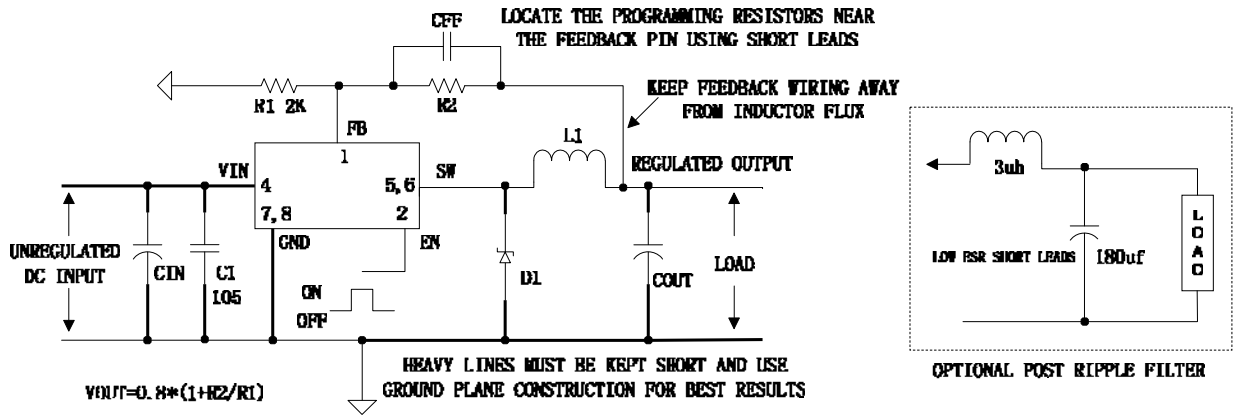 CFF
LOCATE THE PROGRAMMING RESISTORS NEAR
THE FEEDBACK PIN USING SHORT LEADS
R1 2K
R2
KEEP FEEDBACK WIRING AWAY
FROM INDUCTOR FLUX
FB
1
L1
REGULATED OUTPUT
VIN
4
5,6
SW
7,8
2
GND
EN
UNREGULATED
DC INPUT
CIN
C1
105
ON
OFF
D1
COUT
LOAD
3uh
LOW ESR SHORT LEADS
180uf
LOAD
HEAVY LINES MUST BE KEPT SHORT AND USE
GROUND PLANE CONSTRUCTION FOR BEST RESULTS
OPTIONAL POST RIPPLE FILTER
VOUT=0.8*(1+R2/R1)